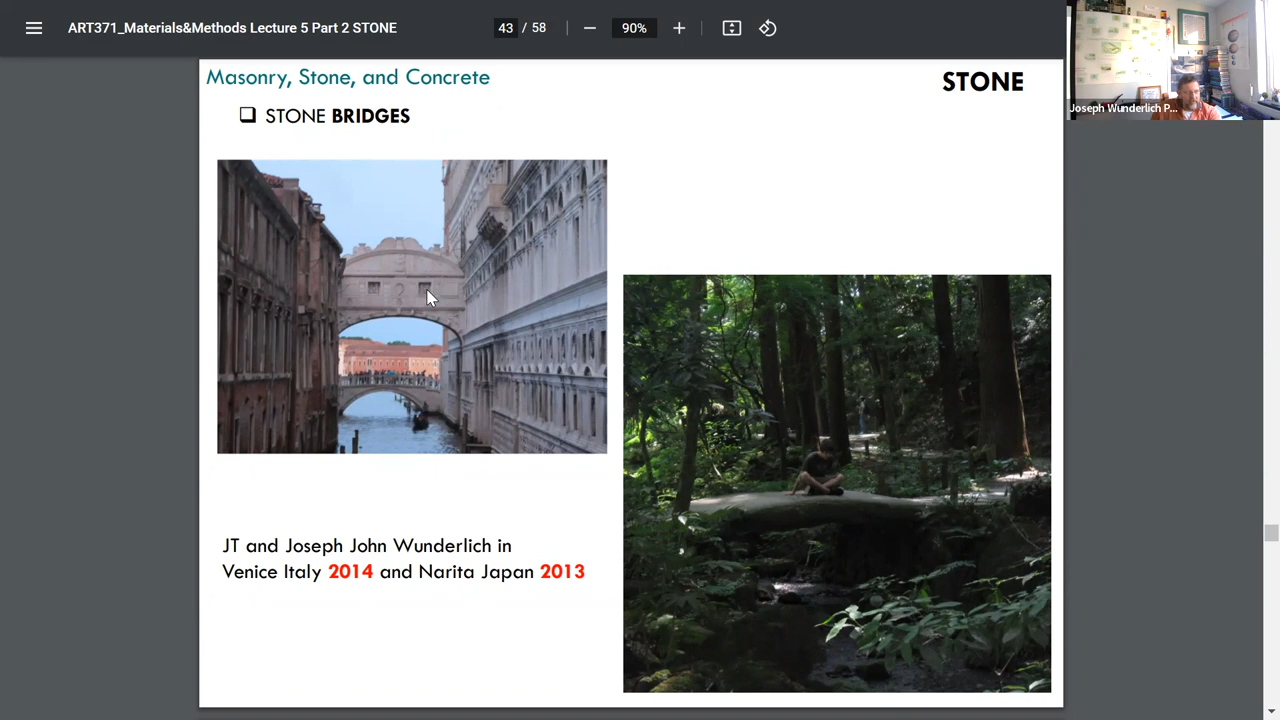 ART371_Materials&Methods Lecture 5 Part 2 STONE
43 / 58
90%
Joseph Wunderlich P...
Masonry, Stone, and Concrete
STONE
STONE BRIDGES
JT and Joseph John Wunderlich in
Venice Italy 2014 and Narita Japan 2013